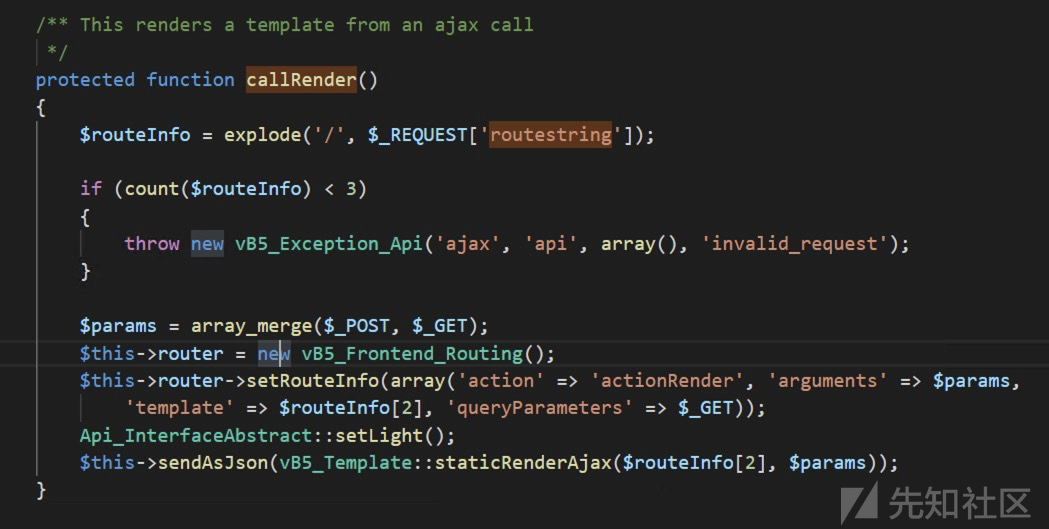 /** This renders a template from an ajax call
*/
protected function callRender()
{
$routeInfo = explode('/', $_REQUEST['routestring']);
if (count($routeInfo) < 3)
{
throw new vB5_Exception_Api('ajax', 'api', array(), 'invalid_request');
}
$params = array_merge($_POST, $_GET);
$this->router = new vB5_Frontend_Routing();
$this->router->setRouteInfo(array('action' => 'actionRender', 'arguments' => $params,
'template' => $routeInfo[2], 'queryParameters' => $_GET));
Api_InterfaceAbstract::setLight();
$this->sendAsJson(vB5_Template::staticRenderAjax($routeInfo[2], $params));
}
先知社区